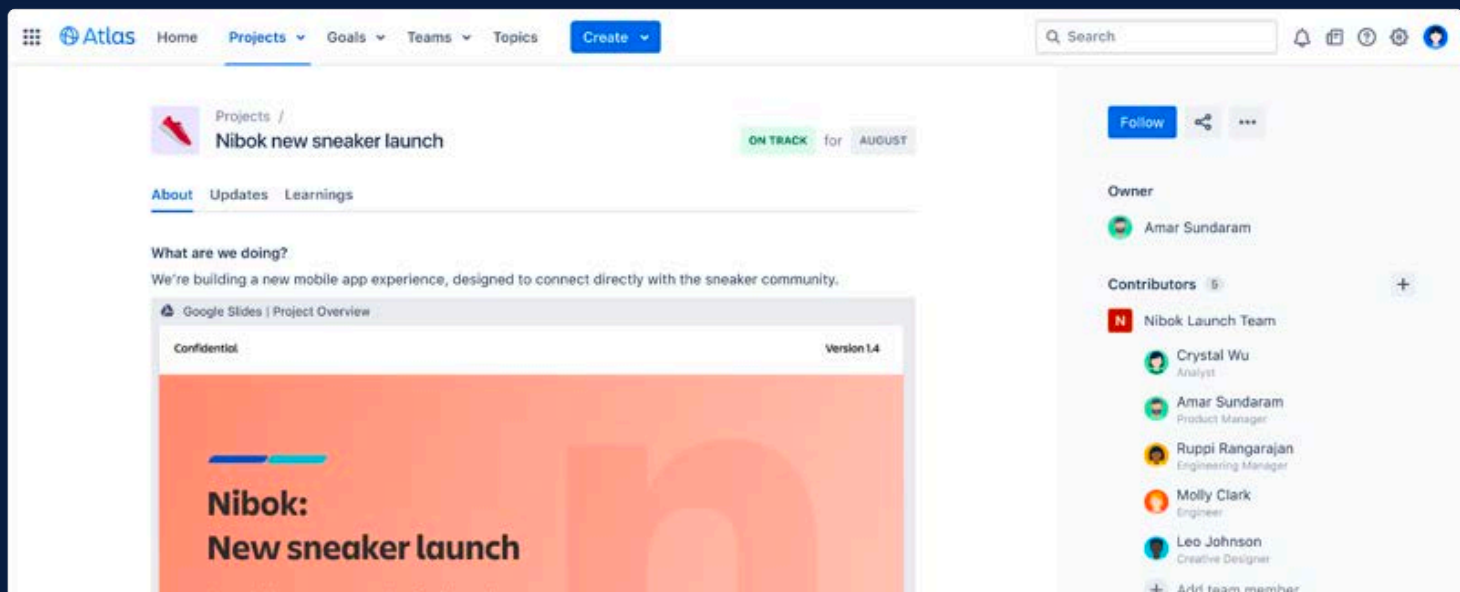 Atlas Home Projects Goals Teams Topics Create Search
Projects /
Nibok new sneaker launch
ON TRACK for AUGUST
About Updates Learnings
What are we doing?
We're building a new mobile app experience, designed to connect directly with the sneaker community.
Google Slides | Project Overview
Confidential Version 1.4
Nibok:
New sneaker launch
Follow
Owner
Amar Sundaram
Contributors 5
N Nibok Launch Team
Crystal Wu
Analyst
Amar Sundaram
Product Manager
Ruppi Rangarajan
Engineering Manager
Molly Clark
Engineer
Leo Johnson
Creative Designer
Add team member